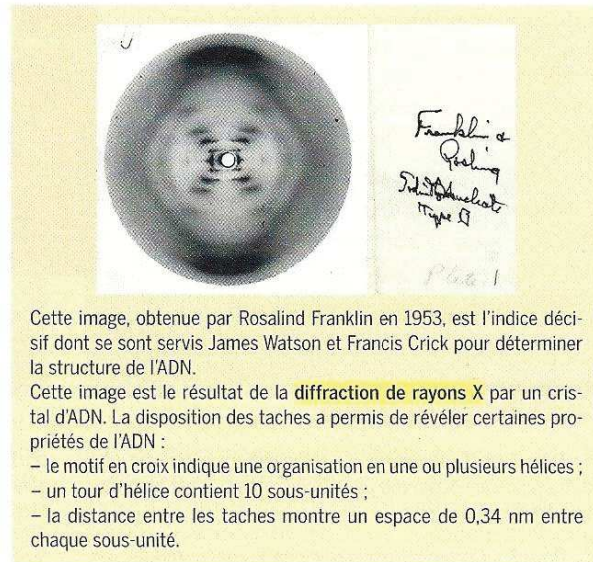 Franklin &
Gosling
Type B
Plate 1
Cette image, obtenue par Rosalind Franklin en 1953, est l'indice déci-
sif dont se sont servis James Watson et Francis Crick pour déterminer
la structure de l'ADN.
Cette image est le résultat de la diffraction de rayons X par un cris-
tal d'ADN. La disposition des taches a permis de révéler certaines pro-
priétés de l'ADN :
– le motif en croix indique une organisation en une ou plusieurs hélices ;
– un tour d'hélice contient 10 sous-unités ;
– la distance entre les taches montre un espace de 0,34 nm entre
chaque sous-unité.